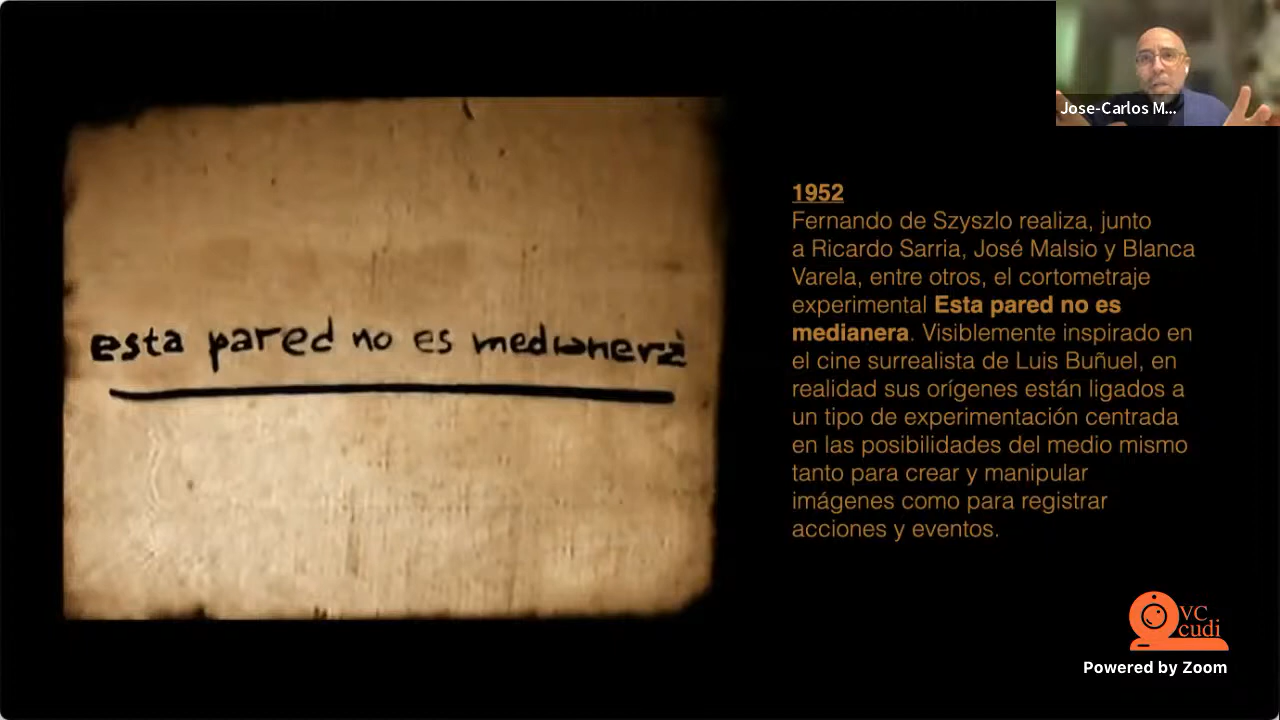 esta pared no es medianera
Jose-Carlos M...
1952
Fernando de Szyszlo realiza, junto
a Ricardo Sarria, José Malsio y Blanca
Varela, entre otros, el cortometraje
experimental Esta pared no es
medianera. Visiblemente inspirado en
el cine surrealista de Luis Buñuel, en
realidad sus orígenes están ligados a
un tipo de experimentación centrada
en las posibilidades del medio mismo
tanto para crear y manipular
imágenes como para registrar
acciones y eventos.
VC
cudi
Powered by Zoom